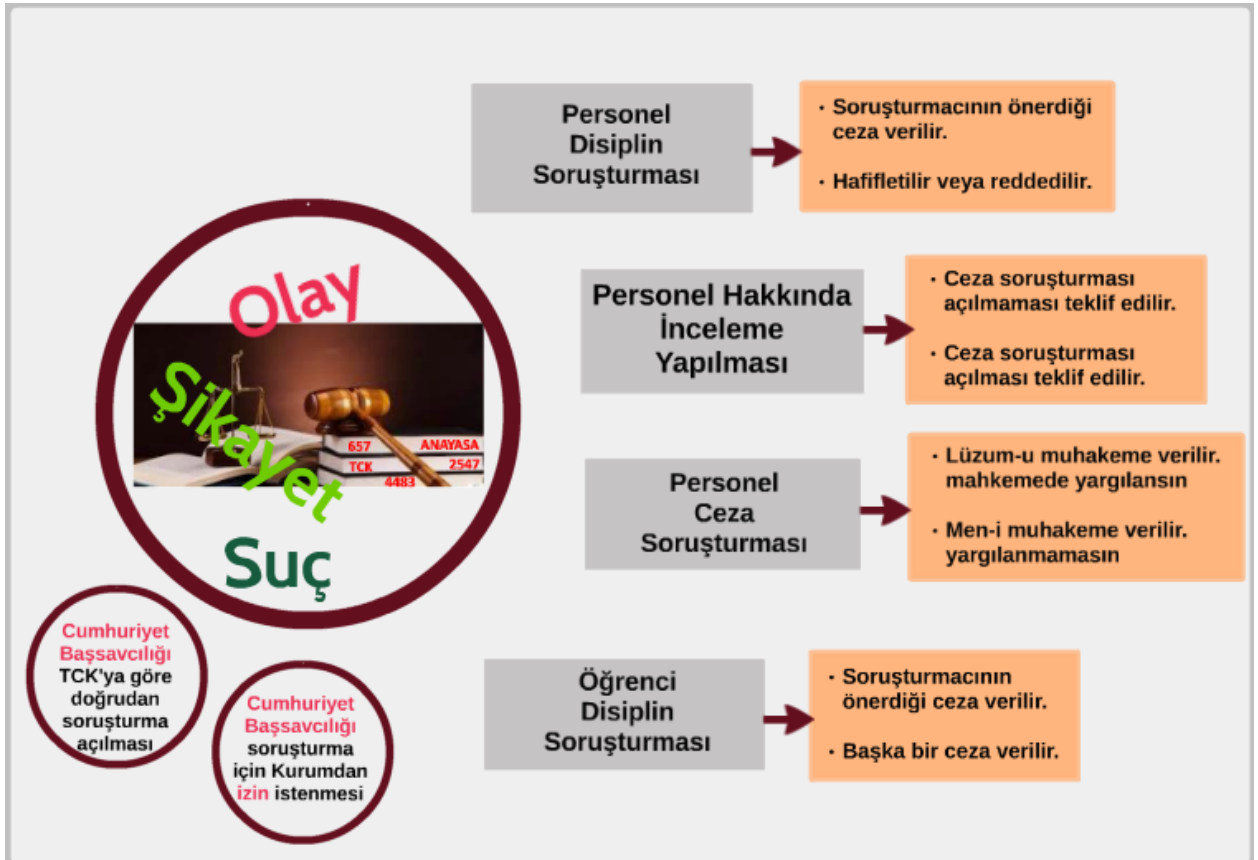 Olay
Şikayet
Suç
657 ANAYASA
TCK 2547
4483
Cumhuriyet
Başsavcılığı
TCK'ya göre
doğrudan
soruşturma
açılması
Cumhuriyet
Başsavcılığı
soruşturma
için Kurumdan
izin istenmesi
Personel
Disiplin
Soruşturması
· Soruşturmacının önerdiği
ceza verilir.
· Hafifletilir veya reddedilir.
Personel Hakkında
İnceleme
Yapılması
· Ceza soruşturması
açılmaması teklif edilir.
· Ceza soruşturması
açılması teklif edilir.
Personel
Ceza
Soruşturması
· Lüzum-u muhakeme verilir.
mahkemede yargılansın
· Men-i muhakeme verilir.
yargılanmamasın
Öğrenci
Disiplin
Soruşturması
· Soruşturmacının
önerdiği ceza verilir.
· Başka bir ceza verilir.